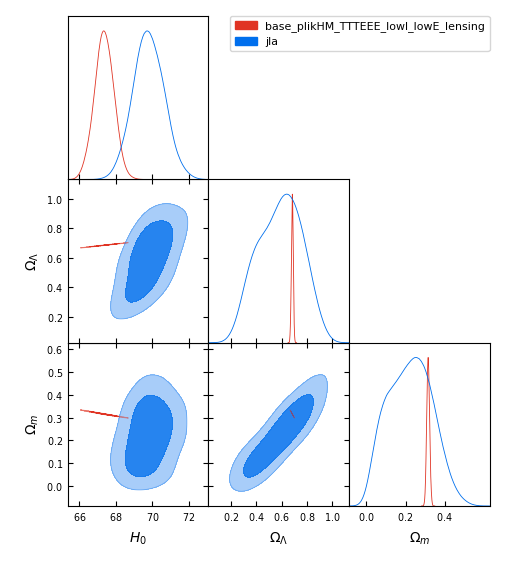 base_plikHM_TTTEEE_lowl_lowE_lensing
jla
1.0
0.8
0.6
0.4
0.2
Ω_Λ
0.6
0.5
0.4
0.3
0.2
0.1
0.0
Ω_m
66 68 70 72
0.2 0.4 0.6 0.8 1.0
0.0 0.2 0.4
H_0
Ω_Λ
Ω_m